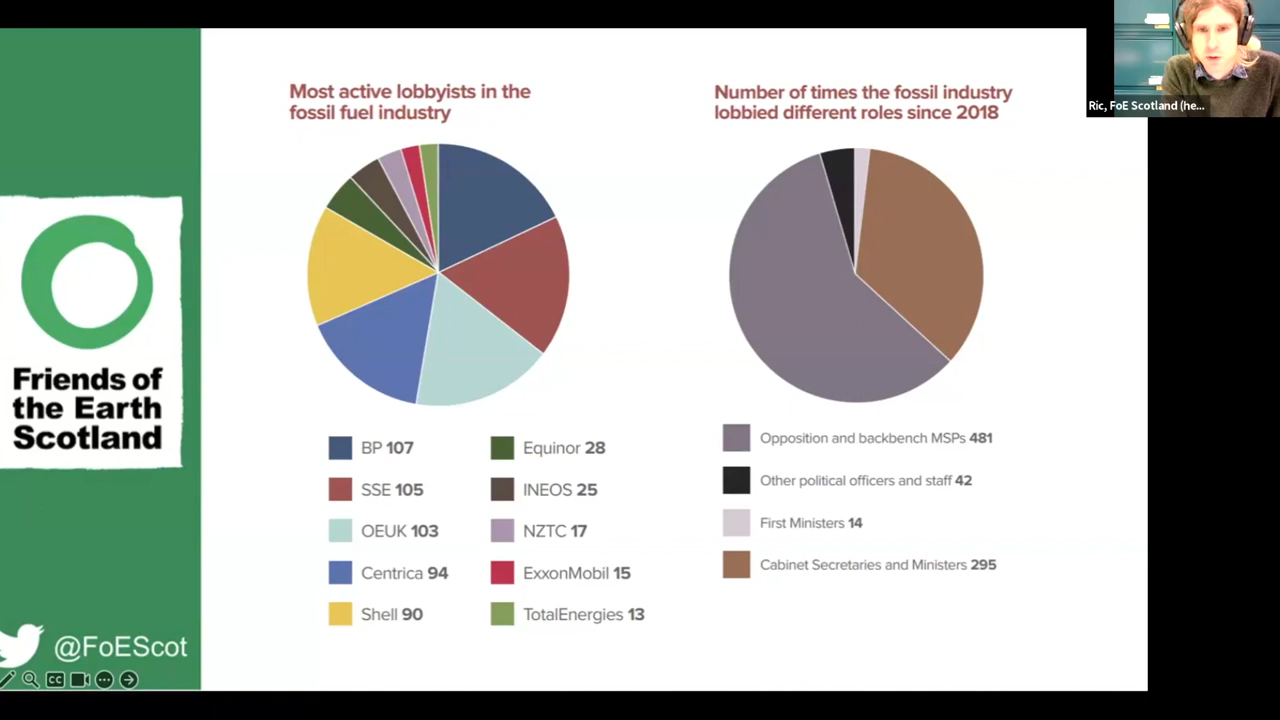 Most active lobbyists in the
fossil fuel industry
BP 107
SSE 105
OEUK 103
Centrica 94
Shell 90
Equinor 28
INEOS 25
NZTC 17
ExxonMobil 15
TotalEnergies 13
Number of times the fossil industry
lobbied different roles since 2018
Opposition and backbench MSPs 481
Other political officers and staff 42
First Ministers 14
Cabinet Secretaries and Ministers 295
Friends of
the Earth
Scotland
@FoEScot
CC
Ric, FoE Scotland (he...